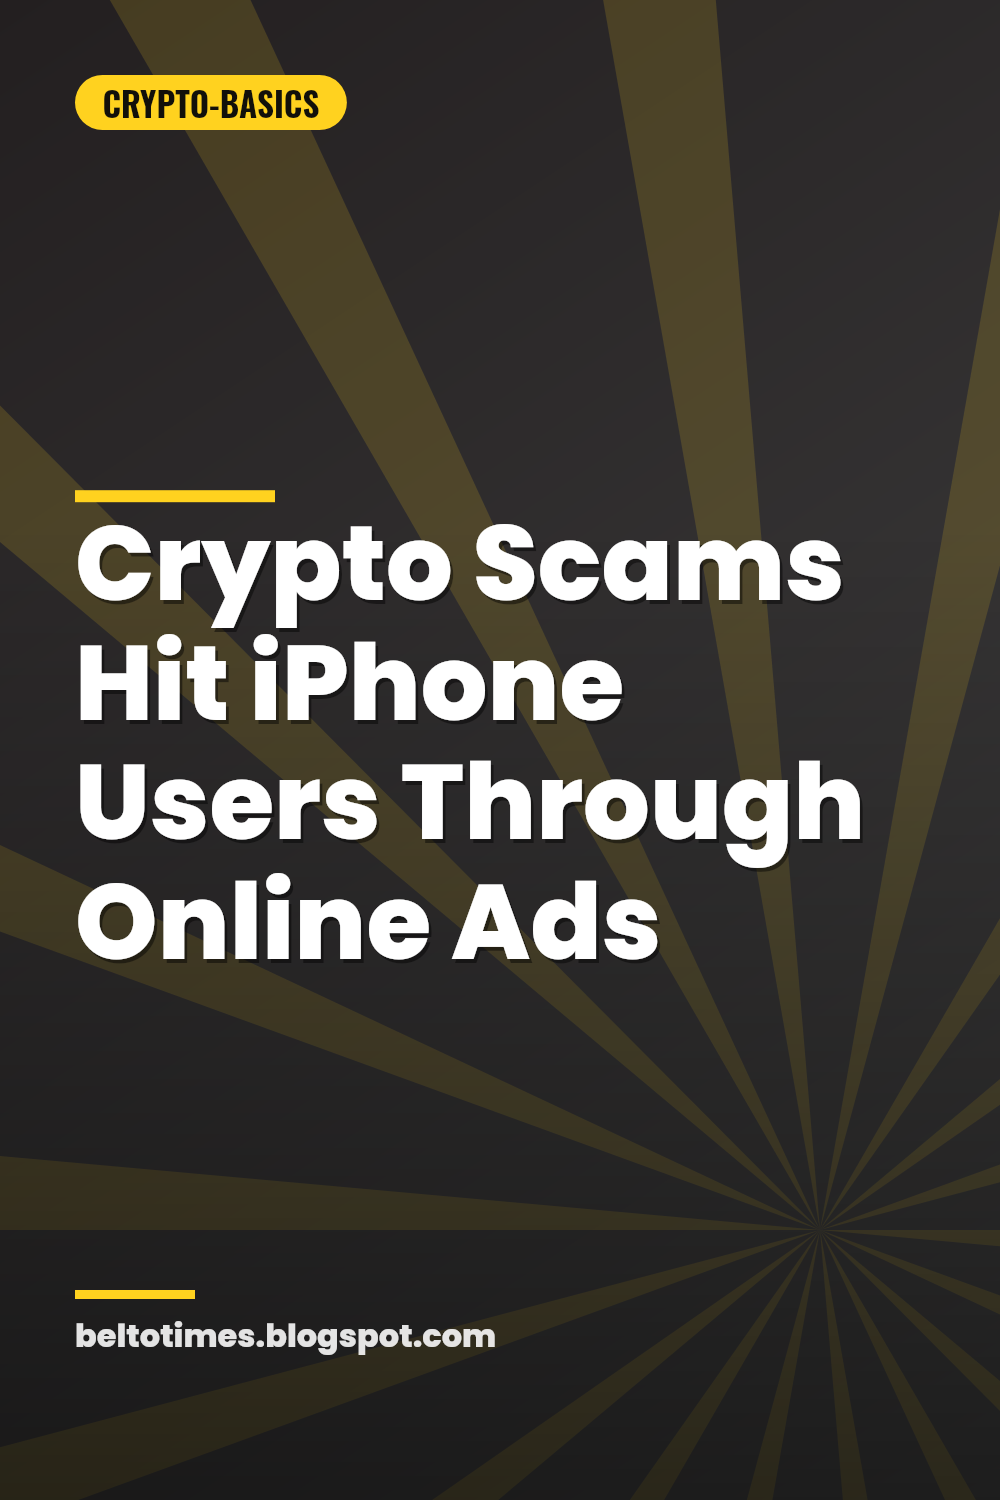 CRYPTO-BASICS
Crypto Scams
Hit iPhone
Users Through
Online Ads
beltotimes.blogspot.com